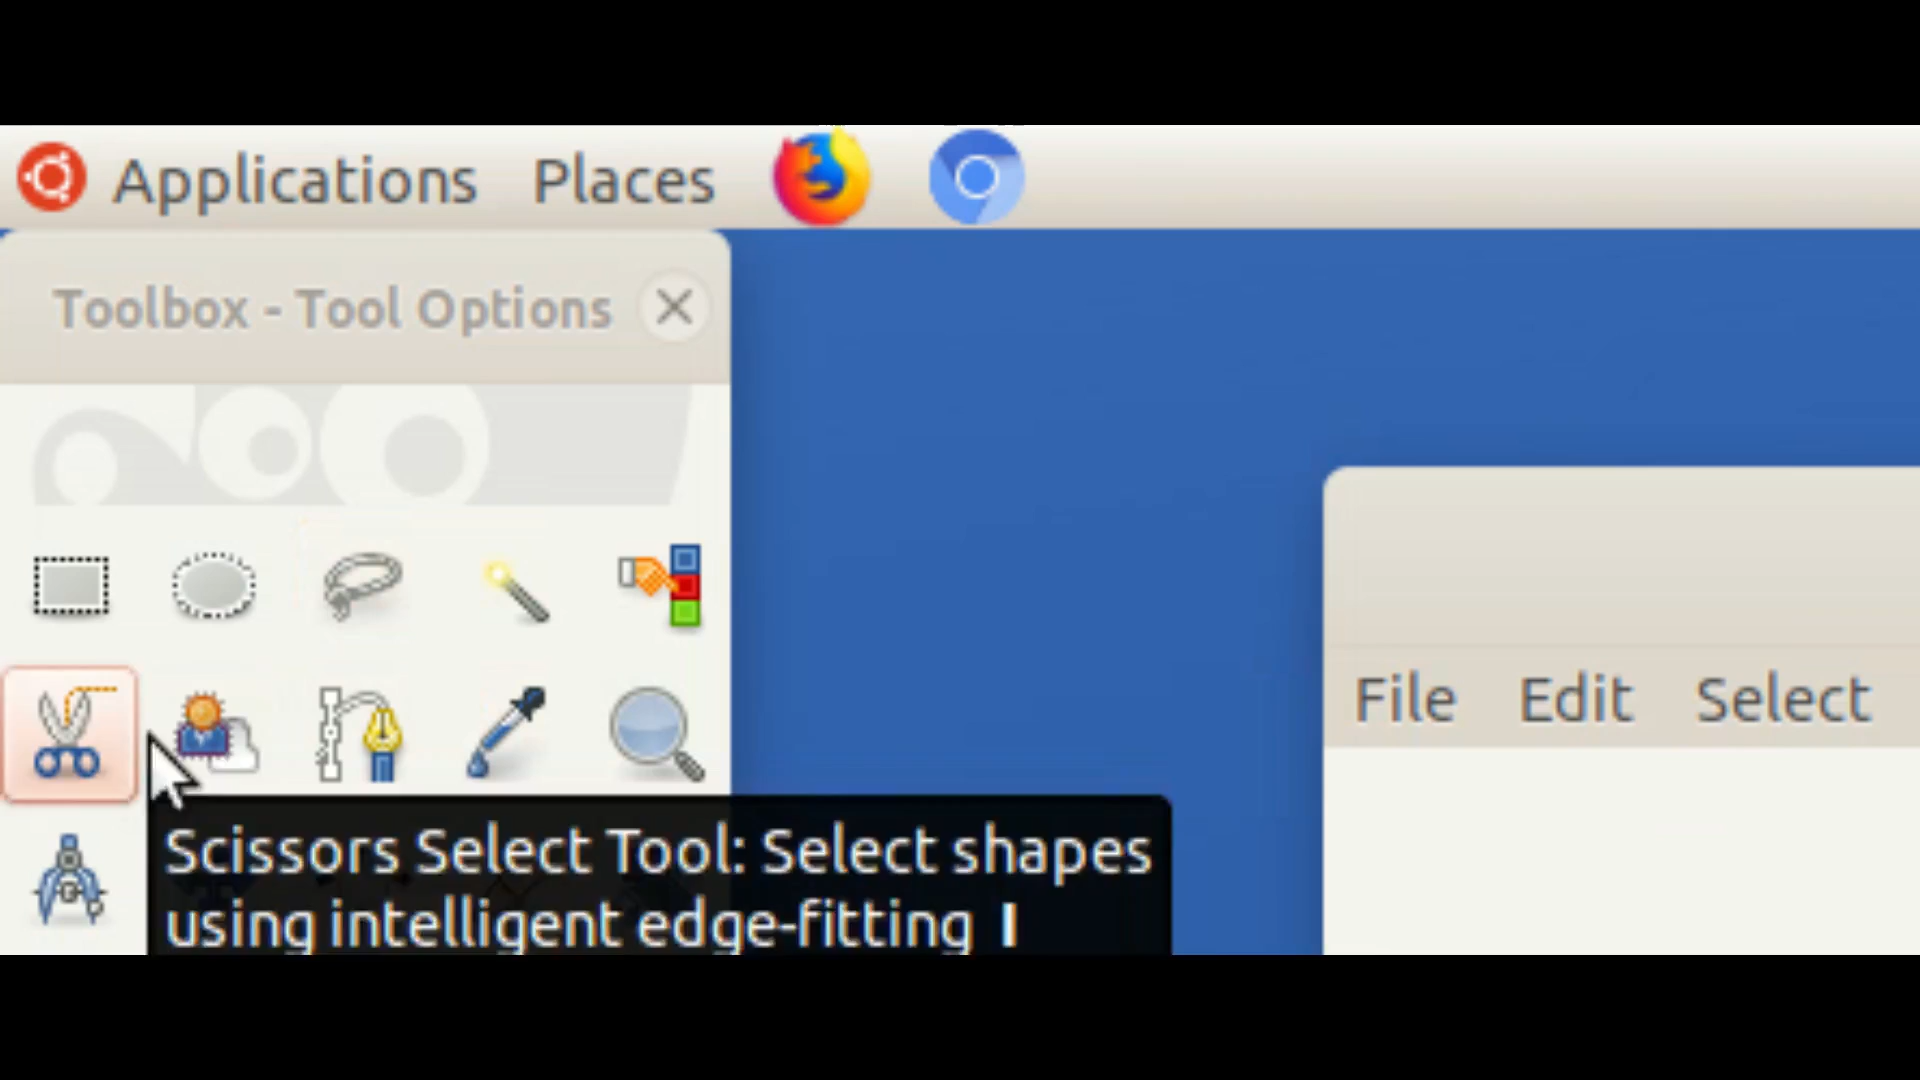 Applications Places
Toolbox - Tool Options
File Edit Select
Scissors Select Tool: Select shapes
using intelligent edge-fitting I